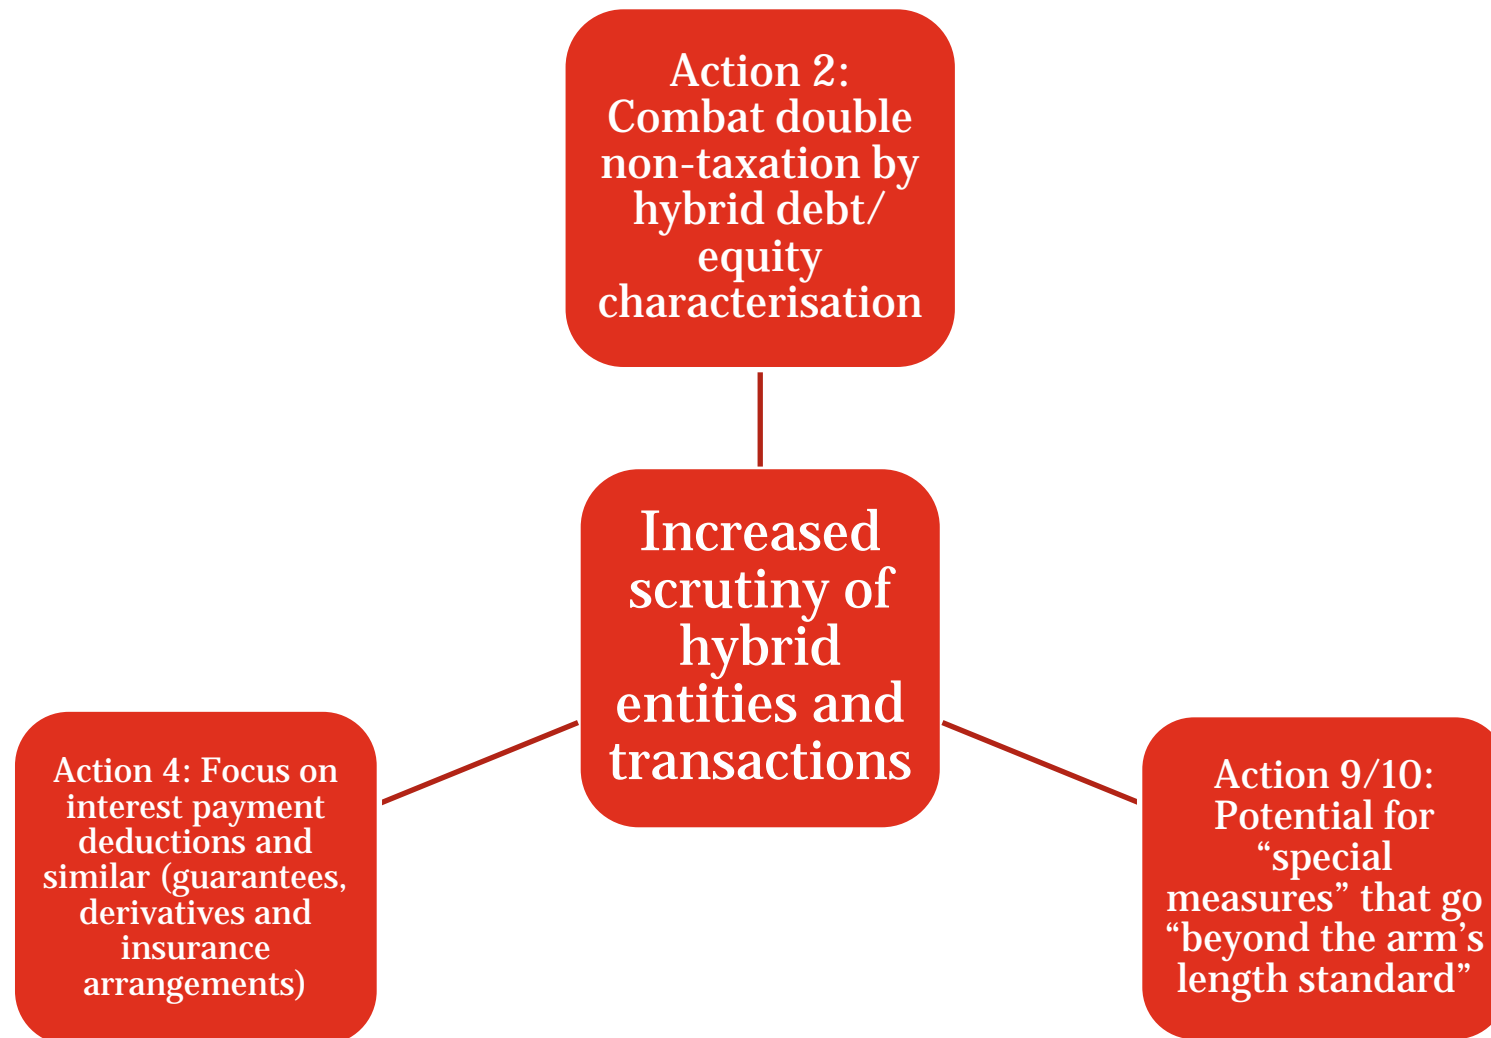 Action 2:
Combat double
non-taxation by
hybrid debt/
equity
characterisation
Increased
scrutiny of
hybrid
entities and
transactions
Action 4: Focus on
interest payment
deductions and
similar (guarantees,
derivatives and
insurance
arrangements)
Action 9/10:
Potential for
“special
measures” that go
“beyond the arm’s
length standard”